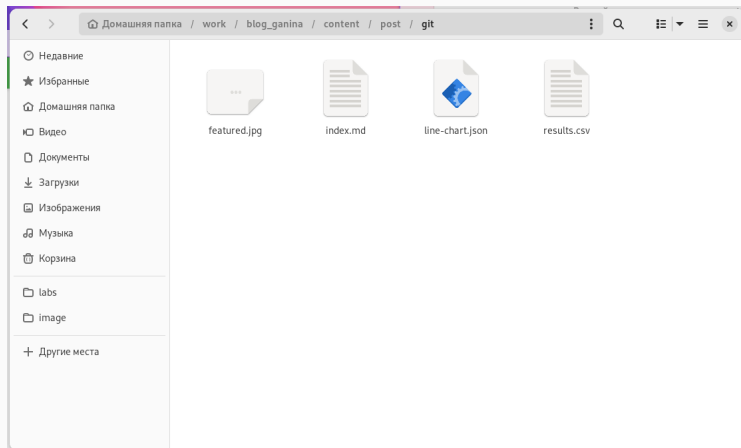 Домашняя папка / work / blog_ganina / content / post / git
Недавние
Избранные
Домашняя папка
Видео
Документы
Загрузки
Изображения
Музыка
Корзина
labs
image
Другие места
featured.jpg
index.md
line-chart.json
results.csv